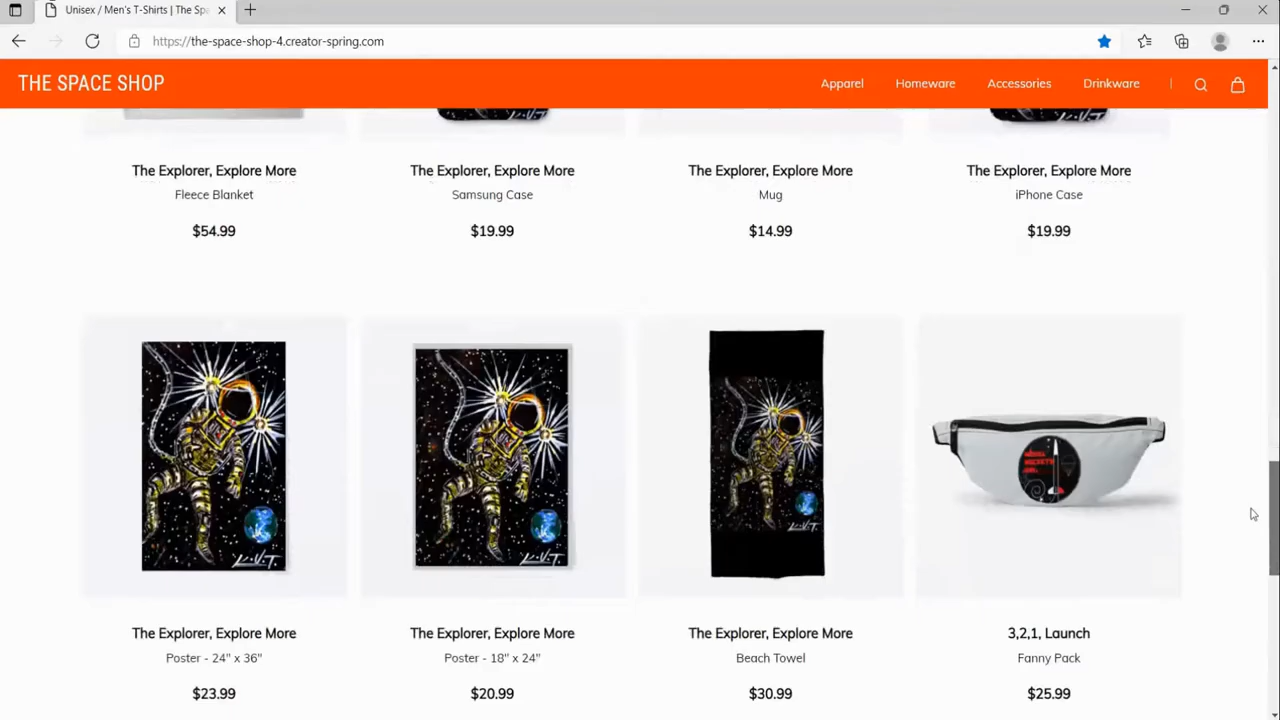 Unisex / Men's T-Shirts | The Spa
https://the-space-shop-4.creator-spring.com
THE SPACE SHOP
Apparel
Homeware
Accessories
Drinkware
The Explorer, Explore More
Fleece Blanket
$54.99
The Explorer, Explore More
Samsung Case
$19.99
The Explorer, Explore More
Mug
$14.99
The Explorer, Explore More
iPhone Case
$19.99
L.V.T.
The Explorer, Explore More
Poster - 24" x 36"
$23.99
L.V.T.
The Explorer, Explore More
Poster - 18" x 24"
$20.99
L.V.T.
The Explorer, Explore More
Beach Towel
$30.99
3,2,1, Launch
Fanny Pack
$25.99